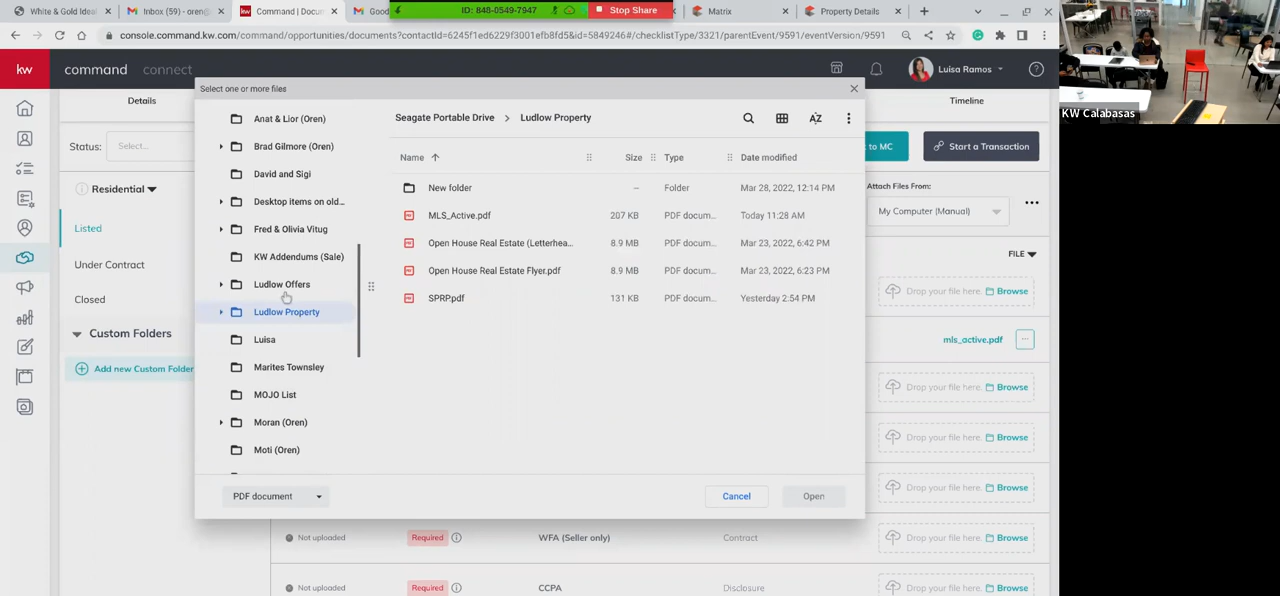 White & Gold Idea
Inbox (59) - oren@
Command | Docum
Good
ID: 848-0549-7947
Stop Share
Matrix
Property Details
console.command.kw.com/command/opportunities/documents?contactId=6245f1ed6229f3001efb8fd5&id=5849246#/checklistType/3321/parentEvent/9591/eventVersion/9591
kw
command
connect
Luisa Ramos
KW Calabasas
Details
Timeline
Status:
Select...
to MC
Start a Transaction
Residential
Listed
Under Contract
Closed
Custom Folders
Add new Custom Folder
Attach Files From:
My Computer (Manual)
FILE
Drop your file here.
Browse
mls_active.pdf
Drop your file here.
Browse
Drop your file here.
Browse
Drop your file here.
Browse
Not uploaded
Required
WFA (Seller only)
Contract
Drop your file here.
Browse
Not uploaded
Required
CCPA
Disclosure
Drop your file here.
Browse
Select one or more files
Anat & Lior (Oren)
Brad Gilmore (Oren)
David and Sigi
Desktop items on old...
Fred & Olivia Vitug
KW Addendums (Sale)
Ludlow Offers
Ludlow Property
Luisa
Marites Townsley
MOJO List
Moran (Oren)
Moti (Oren)
Seagate Portable Drive
Ludlow Property
Name
Size
Type
Date modified
New folder
–
Folder
Mar 28, 2022, 12:14 PM
MLS_Active.pdf
207 KB
PDF docum...
Today 11:28 AM
Open House Real Estate (Letterhea...
8.9 MB
PDF docum...
Mar 23, 2022, 6:42 PM
Open House Real Estate Flyer.pdf
8.9 MB
PDF docum...
Mar 23, 2022, 6:23 PM
SPRP.pdf
131 KB
PDF docum...
Yesterday 2:54 PM
PDF document
Cancel
Open